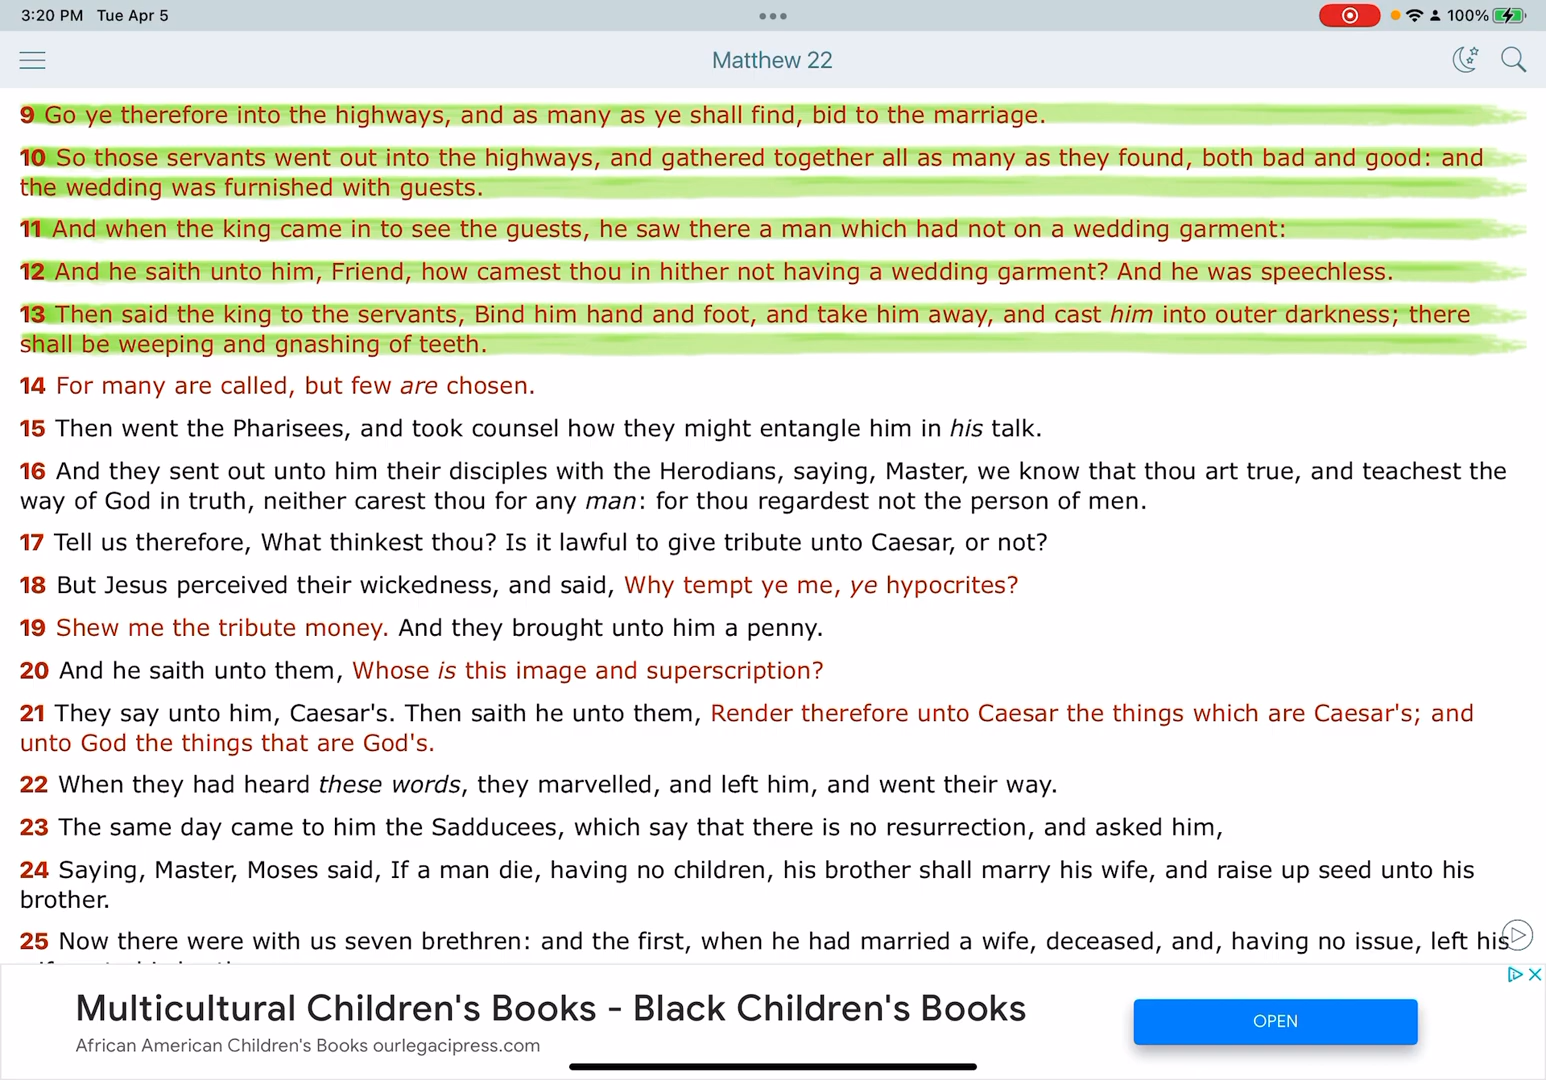 3:20 PM Tue Apr 5
100%
Matthew 22
9 Go ye therefore into the highways, and as many as ye shall find, bid to the marriage.
10 So those servants went out into the highways, and gathered together all as many as they found, both bad and good: and
the wedding was furnished with guests.
11 And when the king came in to see the guests, he saw there a man which had not on a wedding garment:
12 And he saith unto him, Friend, how camest thou in hither not having a wedding garment? And he was speechless.
13 Then said the king to the servants, Bind him hand and foot, and take him away, and cast him into outer darkness; there
shall be weeping and gnashing of teeth.
14 For many are called, but few are chosen.
15 Then went the Pharisees, and took counsel how they might entangle him in his talk.
16 And they sent out unto him their disciples with the Herodians, saying, Master, we know that thou art true, and teachest the
way of God in truth, neither carest thou for any man: for thou regardest not the person of men.
17 Tell us therefore, What thinkest thou? Is it lawful to give tribute unto Caesar, or not?
18 But Jesus perceived their wickedness, and said, Why tempt ye me, ye hypocrites?
19 Shew me the tribute money. And they brought unto him a penny.
20 And he saith unto them, Whose is this image and superscription?
21 They say unto him, Caesar's. Then saith he unto them, Render therefore unto Caesar the things which are Caesar's; and
unto God the things that are God's.
22 When they had heard these words, they marvelled, and left him, and went their way.
23 The same day came to him the Sadducees, which say that there is no resurrection, and asked him,
24 Saying, Master, Moses said, If a man die, having no children, his brother shall marry his wife, and raise up seed unto his
brother.
25 Now there were with us seven brethren: and the first, when he had married a wife, deceased, and, having no issue, left his
Multicultural Children's Books - Black Children's Books
African American Children's Books ourlegacipress.com
OPEN